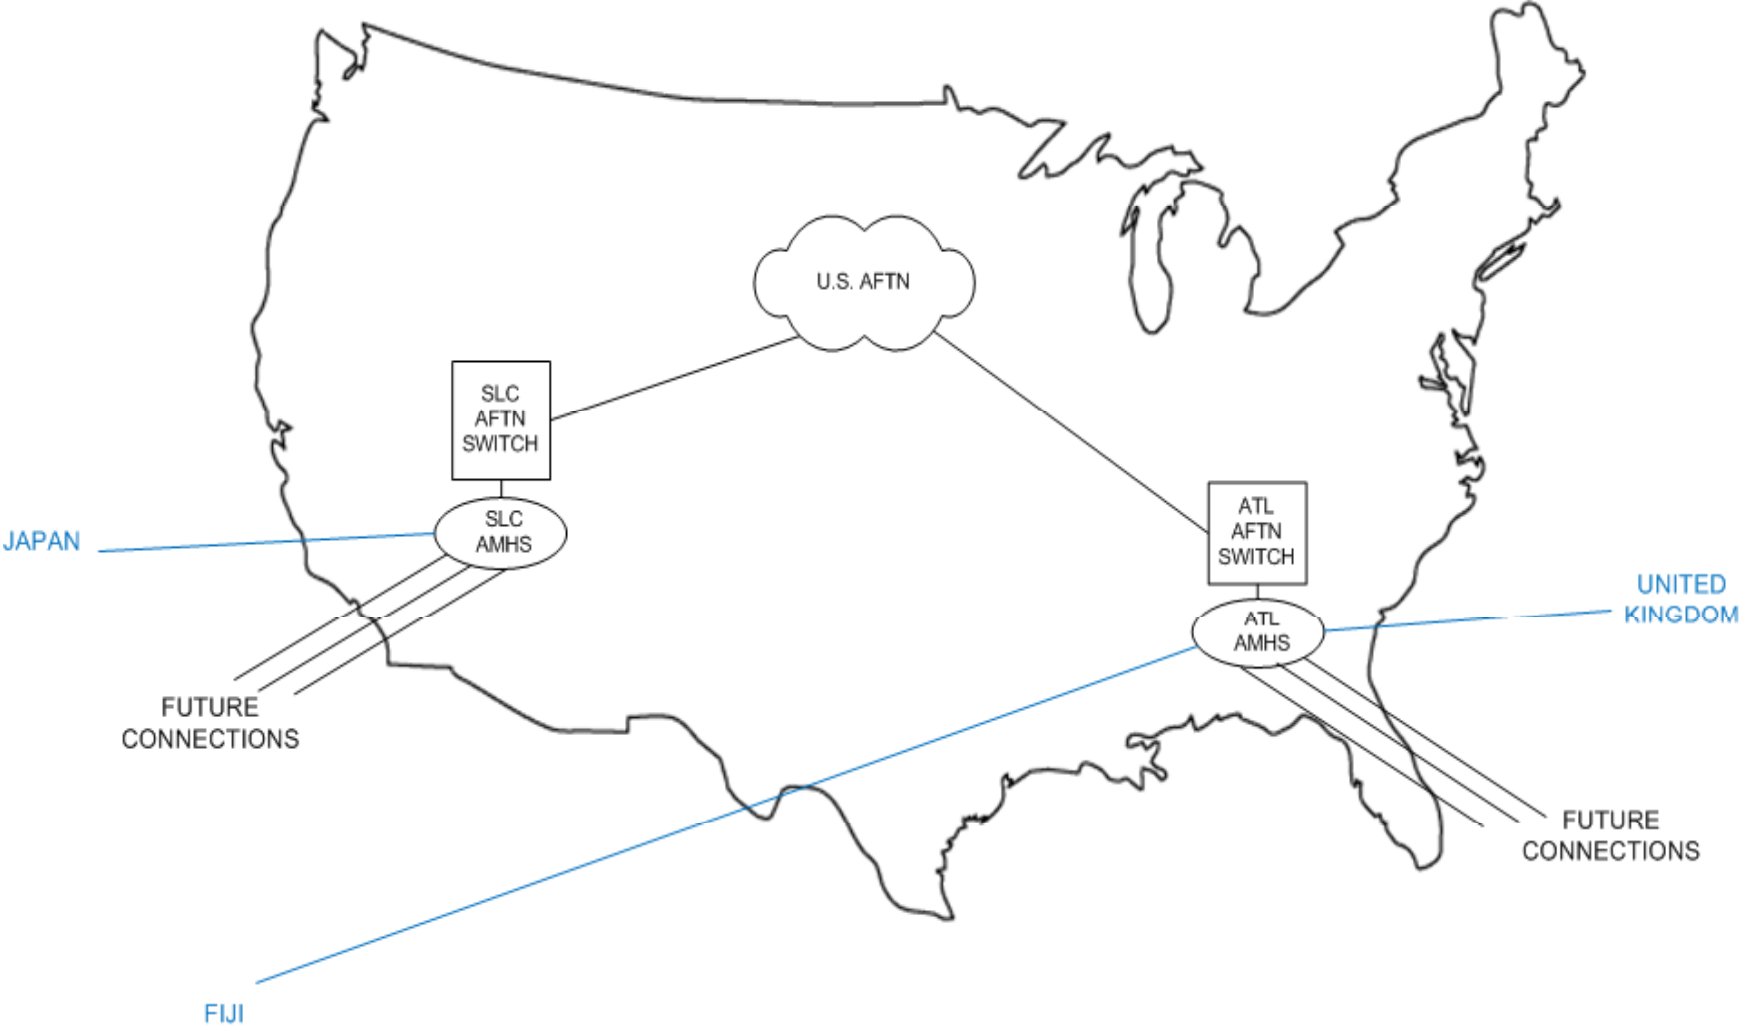 U.S. AFTN
SLC
AFTN
SWITCH
SLC
AMHS
JAPAN
FUTURE
CONNECTIONS
ATL
AFTN
SWITCH
ATL
AMHS
UNITED
KINGDOM
FUTURE
CONNECTIONS
FIJI